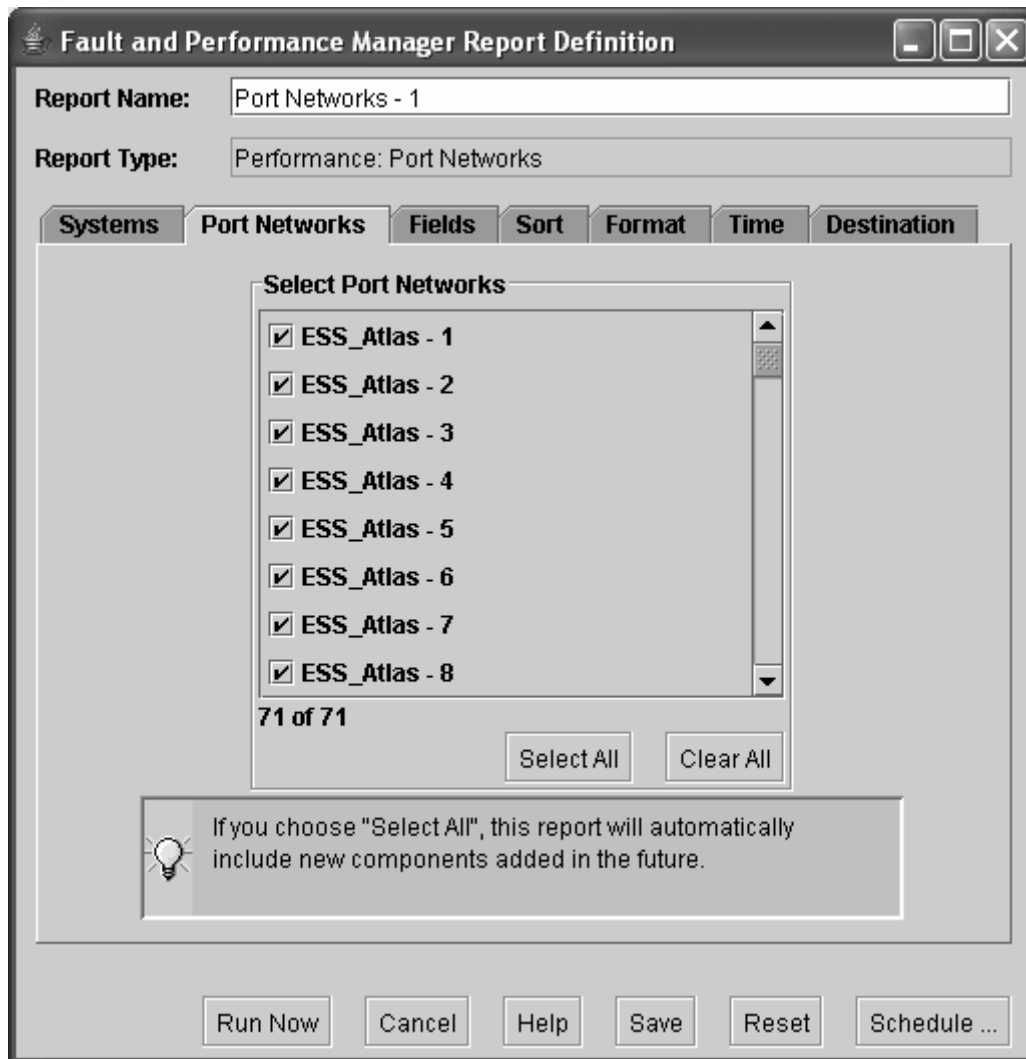 Fault and Performance Manager Report Definition
Report Name: Port Networks - 1
Report Type: Performance: Port Networks
Systems Port Networks Fields Sort Format Time Destination
Select Port Networks
ESS_Atlas - 1
ESS_Atlas - 2
ESS_Atlas - 3
ESS_Atlas - 4
ESS_Atlas - 5
ESS_Atlas - 6
ESS_Atlas - 7
ESS_Atlas - 8
71 of 71
Select All Clear All
If you choose "Select All", this report will automatically
include new components added in the future.
Run Now Cancel Help Save Reset Schedule ...